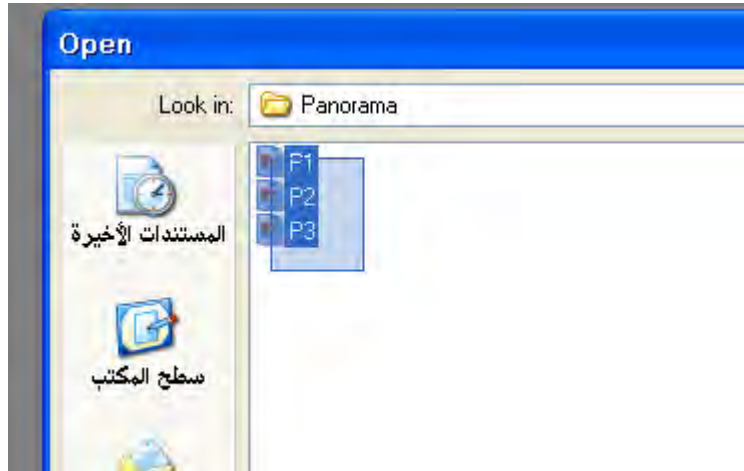 Open
Look in: Panorama
P1
P2
P3
المستندات الأخيرة
سطح المكتب